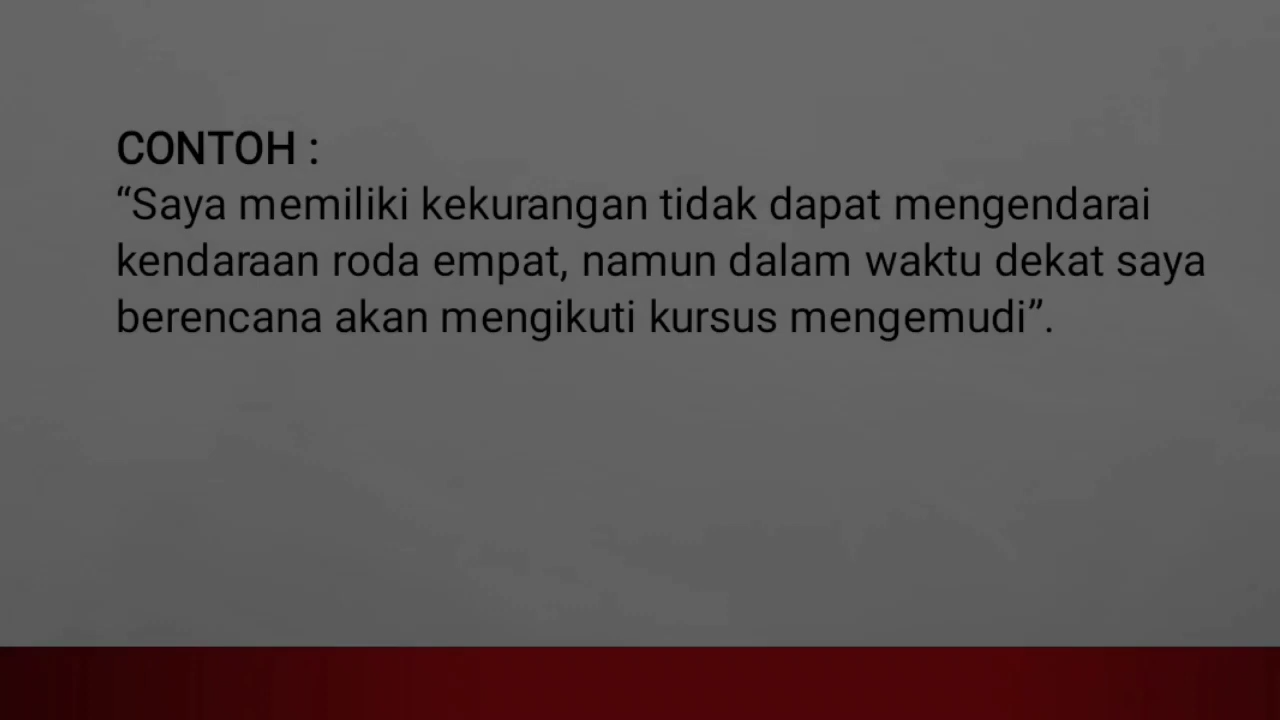 CONTOH :
“Saya memiliki kekurangan tidak dapat mengendarai
kendaraan roda empat, namun dalam waktu dekat saya
berencana akan mengikuti kursus mengemudi”.